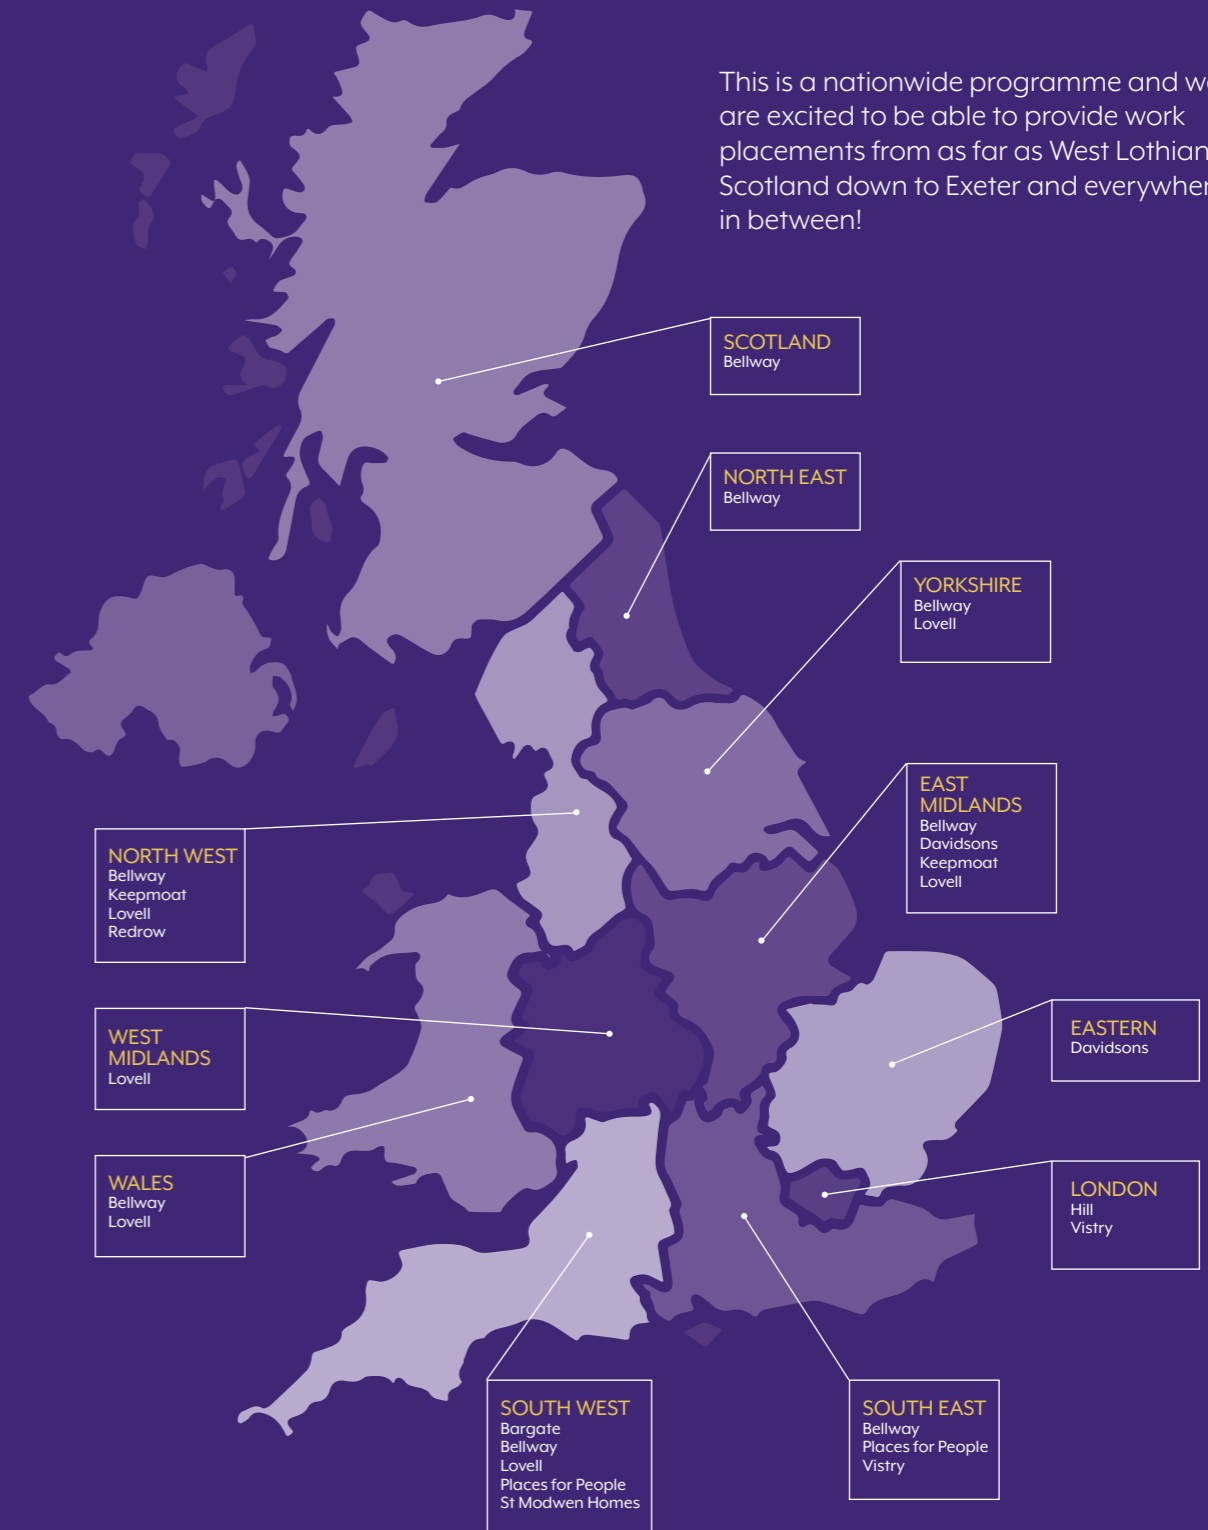 This is a nationwide programme and we
are excited to be able to provide work
placements from as far as West Lothian
Scotland down to Exeter and
in between!
SCOTLAND
Bellway
NORTH EAST
Bellway
YORKSHIRE
Bellway
Lovell
EAST
MIDLANDS
Bellway
Davidsons
Keepmoat
Lovell
NORTH WEST
Bellway
Keepmoat
Lovell
Redrow
WEST
MIDLANDS
Lovell
EASTERN
Davidsons
WALES
Bellway
Lovell
LONDON
Hill
Vistry
SOUTH WEST
Bargate
Bellway
Lovell
Places for People
St Modwen Homes
SOUTH EAST
Bellway
Places for People
Vistry